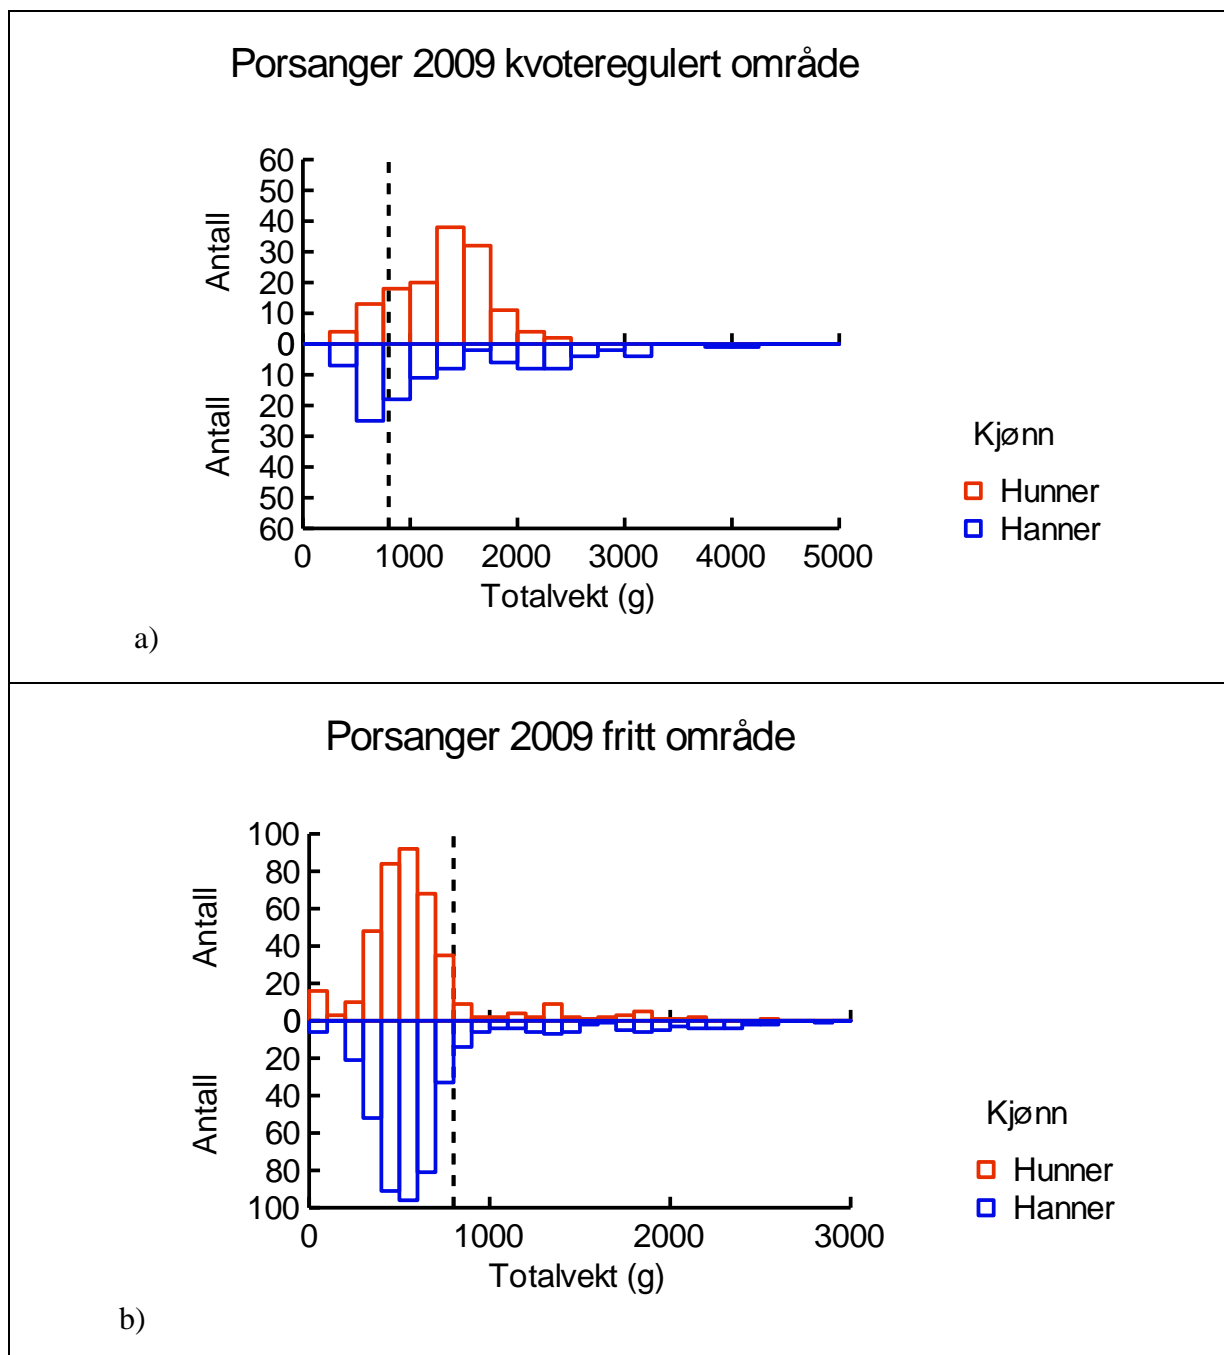 Porsanger 2009 kvoteregulert område
60
50
40
30
20
10
0
10
20
30
40
50
60
Antall
Antall
0 1000 2000 3000 4000 5000
Totalvekt (g)
Kjønn
Hunner
Hanner
a)
Porsanger 2009 fritt område
100
80
60
40
20
0
20
40
60
80
100
Antall
Antall
0 1000 2000 3000
Totalvekt (g)
Kjønn
Hunner
Hanner
b)